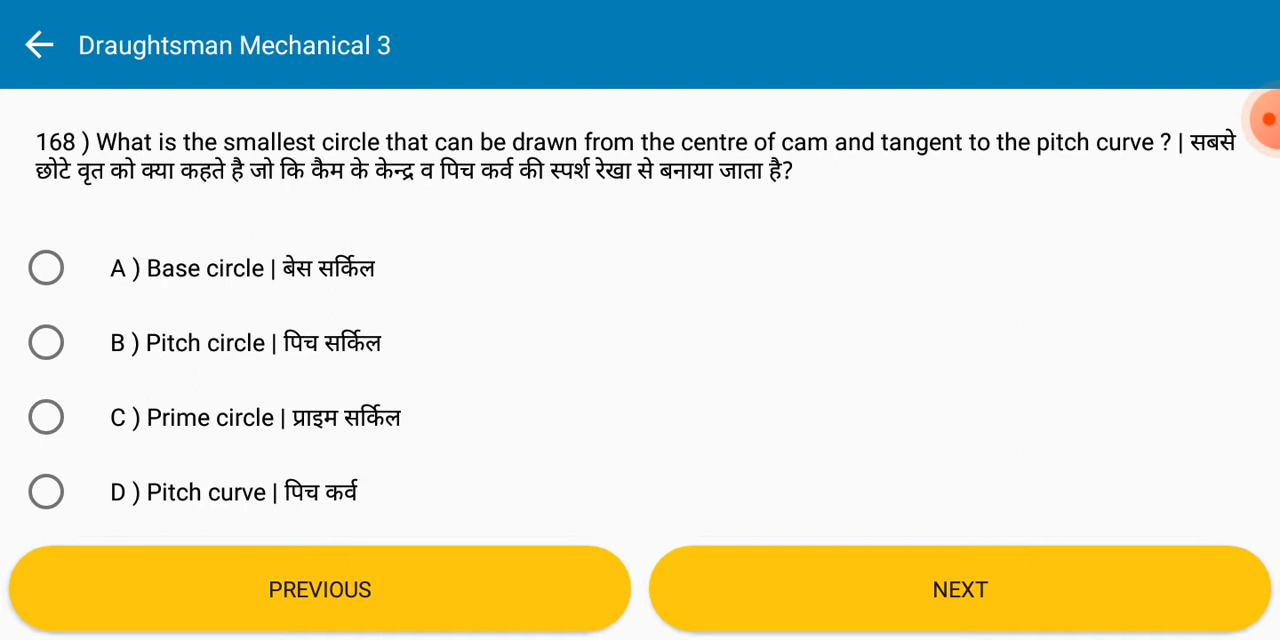 Draughtsman Mechanical 3
168 ) What is the smallest circle that can be drawn from the centre of cam and tangent to the pitch curve ? | सबसे
छोटे वृत को क्या कहते है जो कि कैम के केन्द्र व पिच कर्व की स्पर्श रेखा से बनाया जाता है?
A ) Base circle | बेस सर्किल
B ) Pitch circle | पिच सर्किल
C ) Prime circle | प्राइम सर्किल
D ) Pitch curve | पिच कर्व
PREVIOUS
NEXT